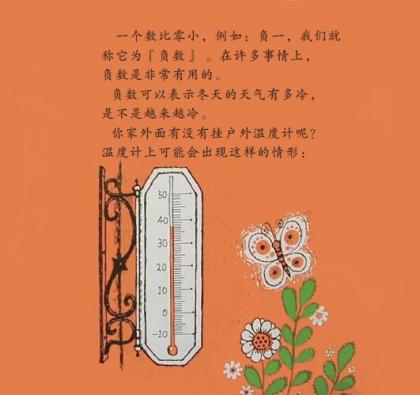 一个数比零小，例如：负一，我们就
称它为『负数』。在许多事情上，
负数是非常有用的。
负数可以表示冬天的天气有多冷，
是不是越来越冷。
你家外面有没有挂户外温度计呢？
温度计上可能会出现这样的情形：
50
40
30
20
10
0
-10